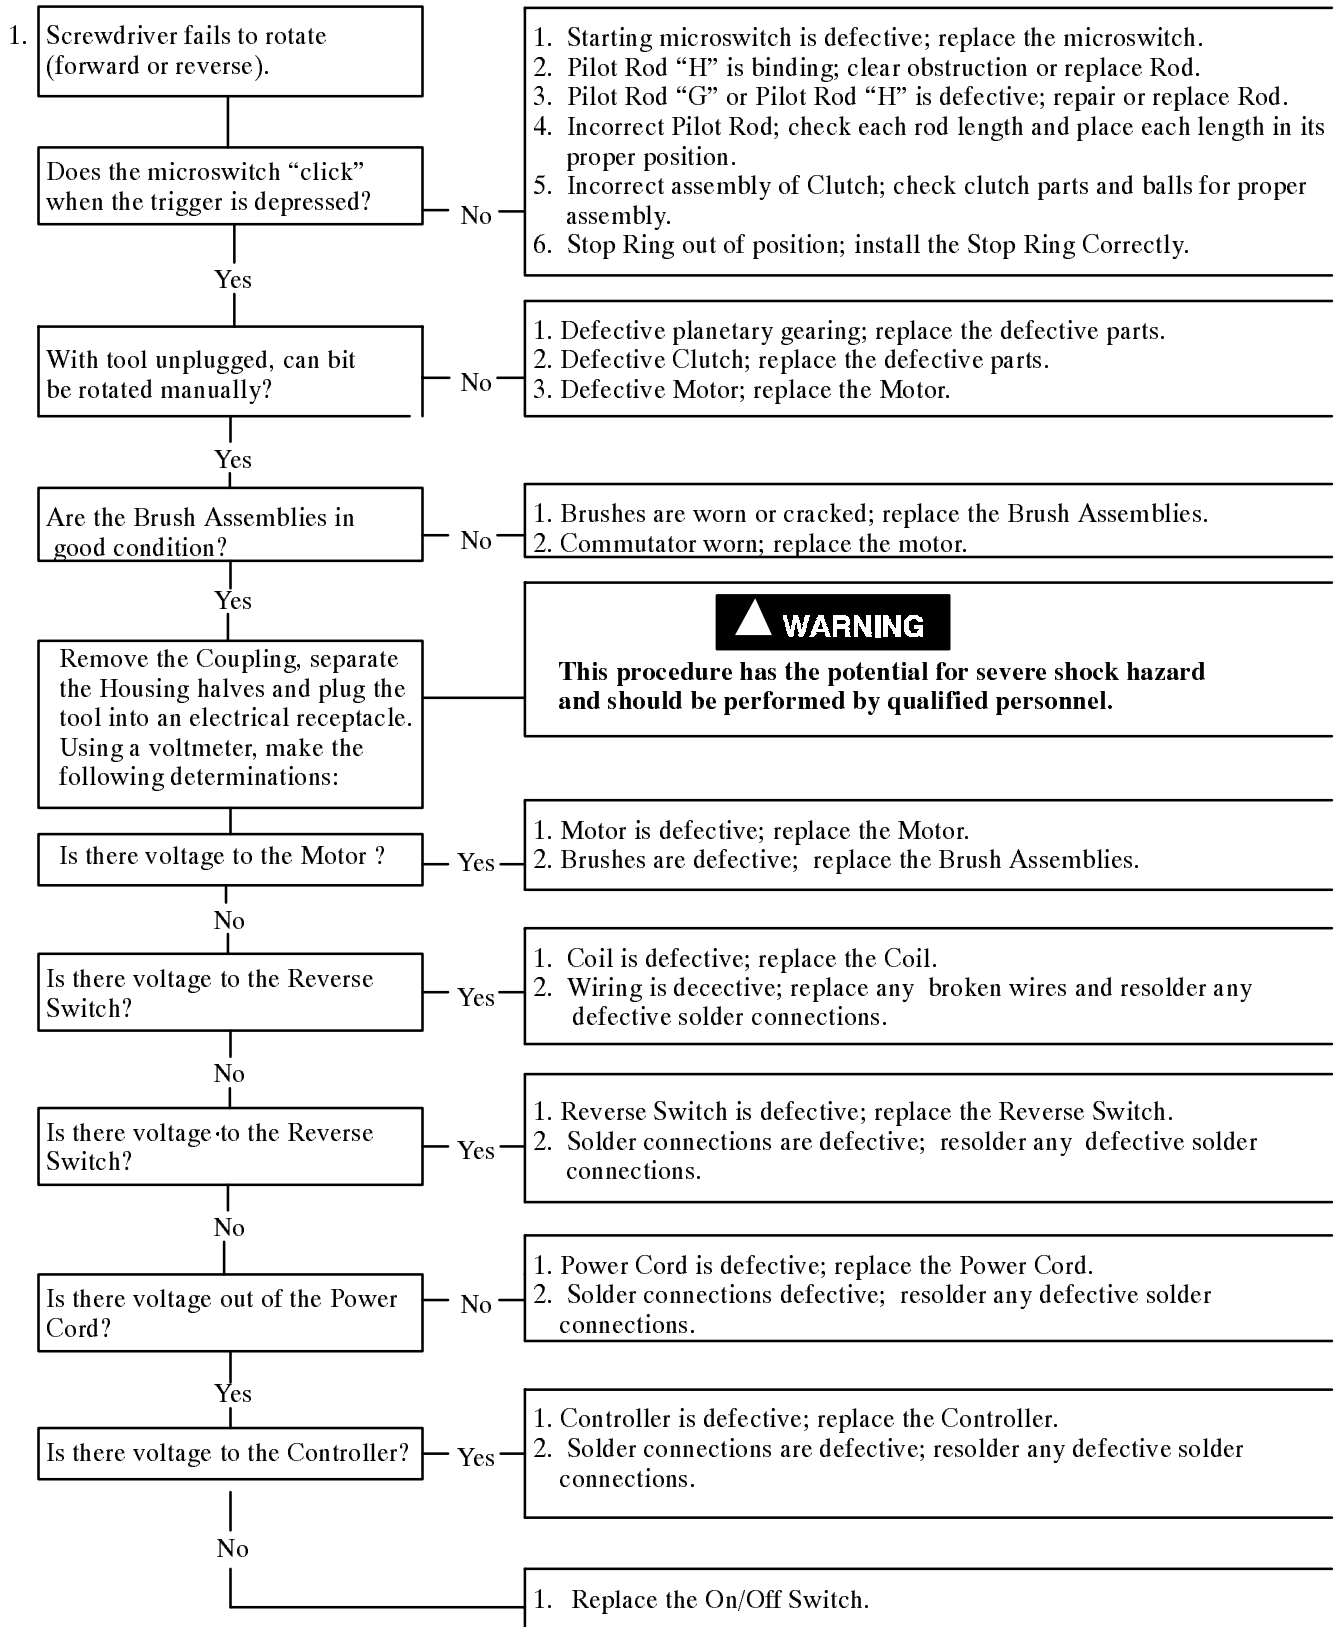 1.
Screwdriver fails to rotate
(forward or reverse).
1. Starting microswitch is defective; replace the microswitch.
2. Pilot Rod “H” is binding; clear obstruction or replace Rod.
3. Pilot Rod “G” or Pilot Rod “H” is defective; repair or replace Rod.
4. Incorrect Pilot Rod; check each rod length and place each length in its
proper position.
5. Incorrect assembly of Clutch; check clutch parts and balls for proper
assembly.
6. Stop Ring out of position; install the Stop Ring Correctly.
Does the microswitch “click”
when the trigger is depressed?
No
Yes
With tool unplugged, can bit
be rotated manually?
No
1. Defective planetary gearing; replace the defective parts.
2. Defective Clutch; replace the defective parts.
3. Defective Motor; replace the Motor.
Yes
Are the Brush Assemblies in
good condition?
No
1. Brushes are worn or cracked; replace the Brush Assemblies.
2. Commutator worn; replace the motor.
Yes
Remove the Coupling, separate
the Housing halves and plug the
tool into an electrical receptacle.
Using a voltmeter, make the
following determinations:
WARNING
This procedure has the potential for severe shock hazard
and should be performed by qualified personnel.
Is there voltage to the Motor ?
Yes
1. Motor is defective; replace the Motor.
2. Brushes are defective; replace the Brush Assemblies.
No
Is there voltage to the Reverse
Switch?
Yes
1. Coil is defective; replace the Coil.
2. Wiring is decective; replace any broken wires and resolder any
defective solder connections.
No
Is there voltage to the Reverse
Switch?
Yes
1. Reverse Switch is defective; replace the Reverse Switch.
2. Solder connections are defective; resolder any defective solder
connections.
No
Is there voltage out of the Power
Cord?
No
1. Power Cord is defective; replace the Power Cord.
2. Solder connections defective; resolder any defective solder
connections.
Yes
Is there voltage to the Controller?
Yes
1. Controller is defective; replace the Controller.
2. Solder connections are defective; resolder any defective solder
connections.
No
1. Replace the On/Off Switch.